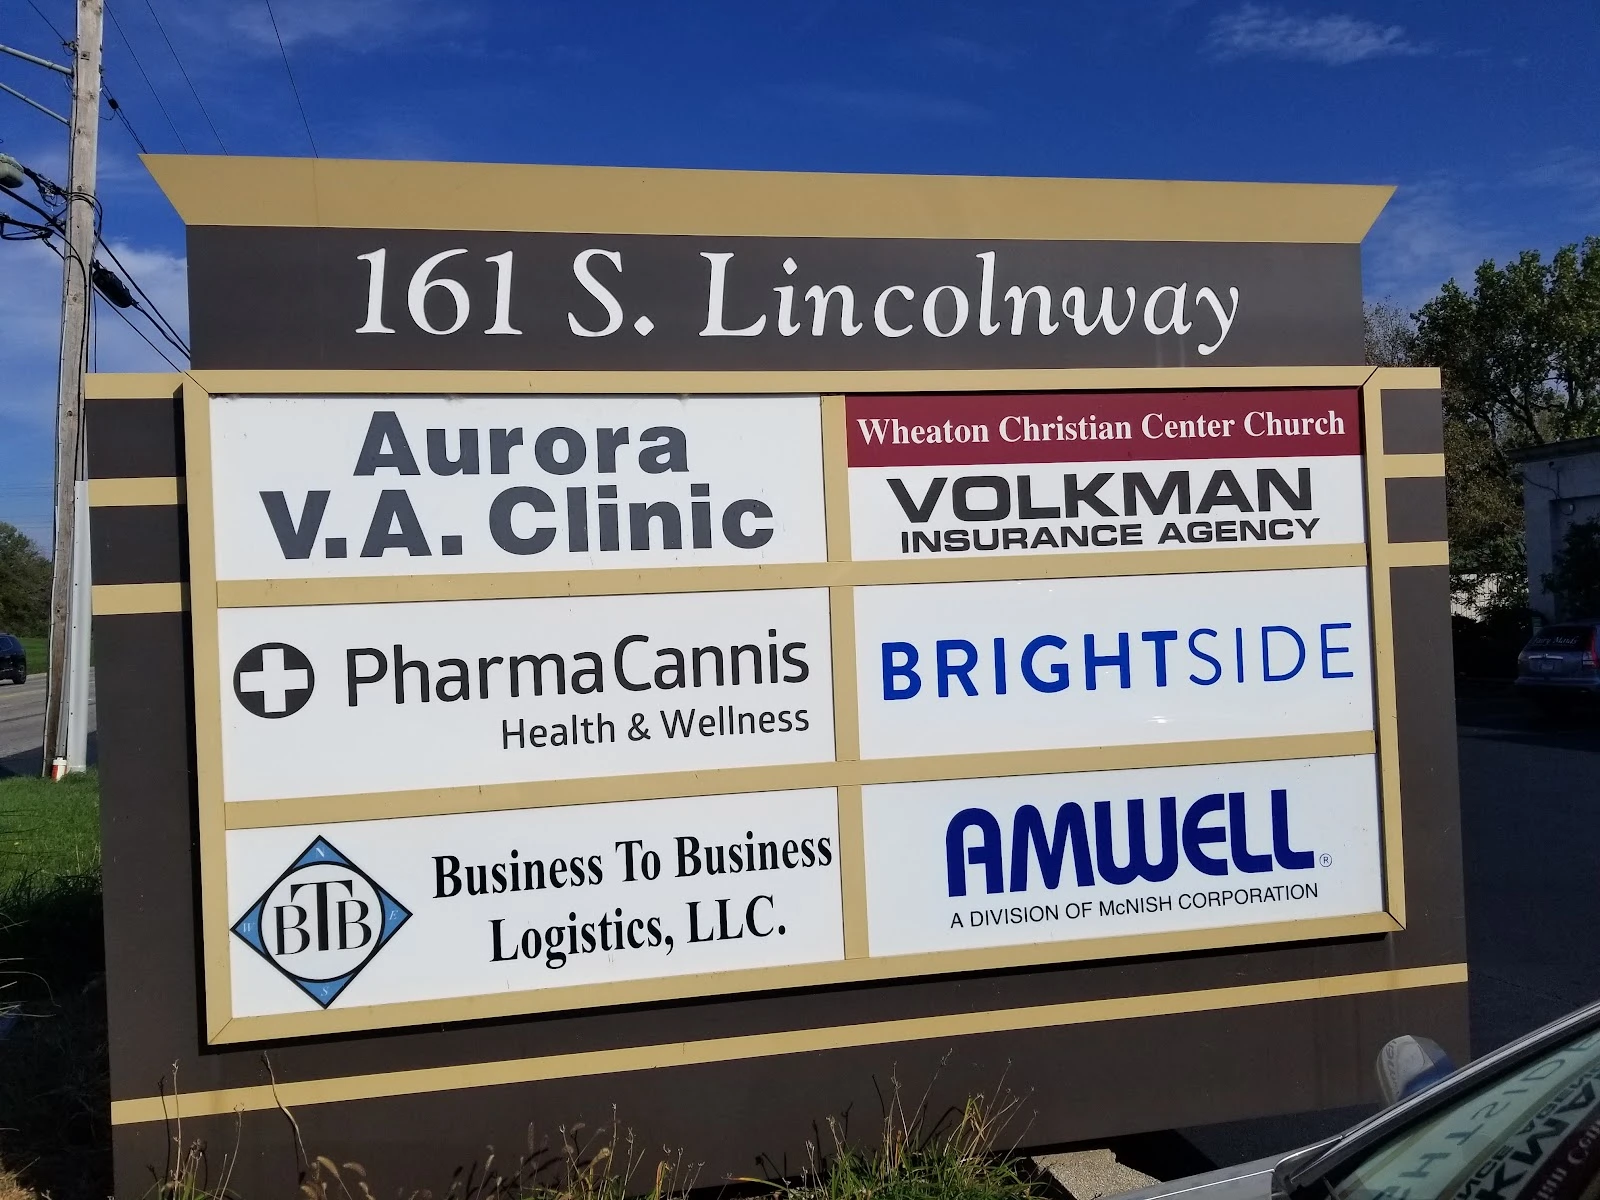 161 S. Lincolnway
Aurora
V.A. Clinic
Wheaton Christian Center Church
VOLKMAN
INSURANCE AGENCY
PharmaCannis
Health & Wellness
BRIGHTSIDE
N
W
BTB
E
S
Business To Business
Logistics, LLC.
AMWELL®
A DIVISION OF McNISH CORPORATION